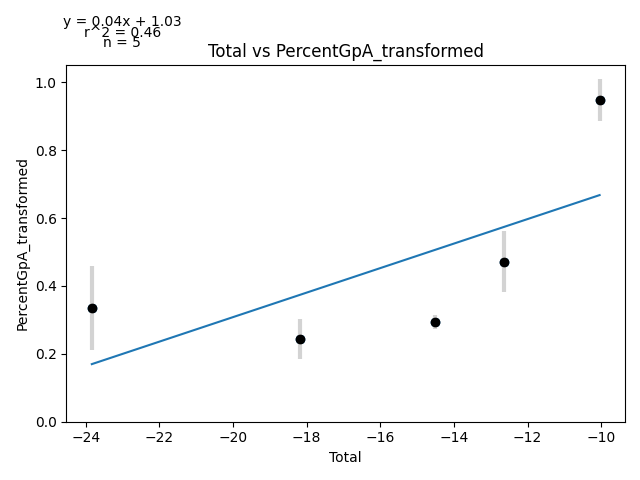 y = 0.04x + 1.03
r^2 = 0.46
n = 5
Total vs PercentGpA_transformed
1.0
0.8
0.6
0.4
0.2
0.0
PercentGpA_transformed
−24 −22 −20 −18 −16 −14 −12 −10
Total